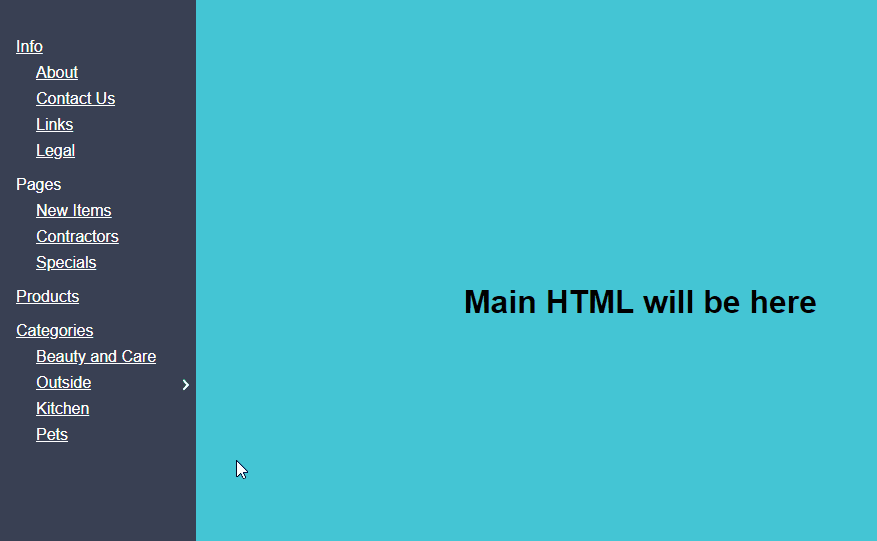 Info
About
Contact Us
Links
Legal
Pages
New Items
Contractors
Specials
Products
Categories
Beauty and Care
Outside
Kitchen
Pets
Main HTML will be here